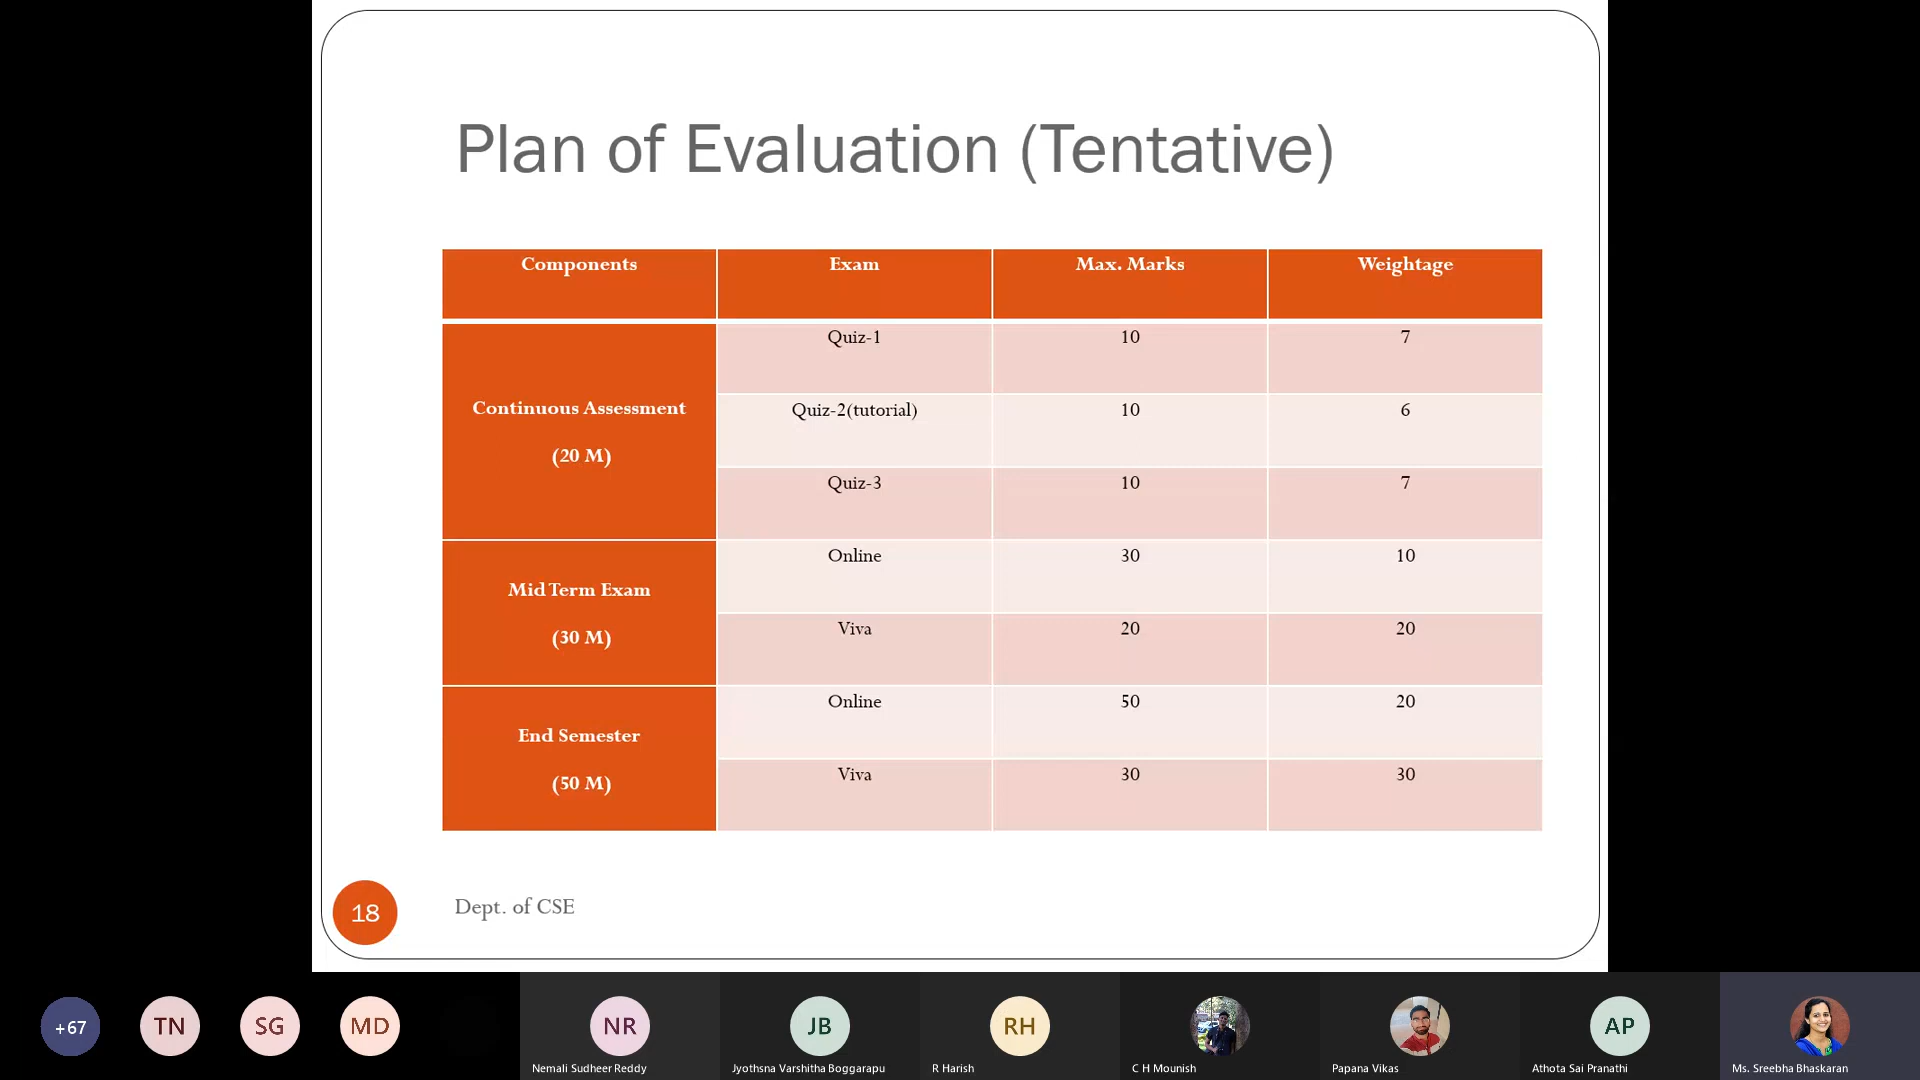 Plan of Evaluation (Tentative)
Components Exam Max. Marks Weightage
Continuous Assessment
(20 M)
Quiz-1 10 7
Quiz-2(tutorial) 10 6
Quiz-3 10 7
Mid Term Exam
(30 M)
Online 30 10
Viva 20 20
End Semester
(50 M)
Online 50 20
Viva 30 30
18 Dept. of CSE
+67 TN SG MD NR JB RH AP
Nemali Sudheer Reddy Jyothsna Varshitha Boggarapu R Harish C H Mounish Papana Vikas Athota Sai Pranathi Ms. Sreebha Bhaskaran